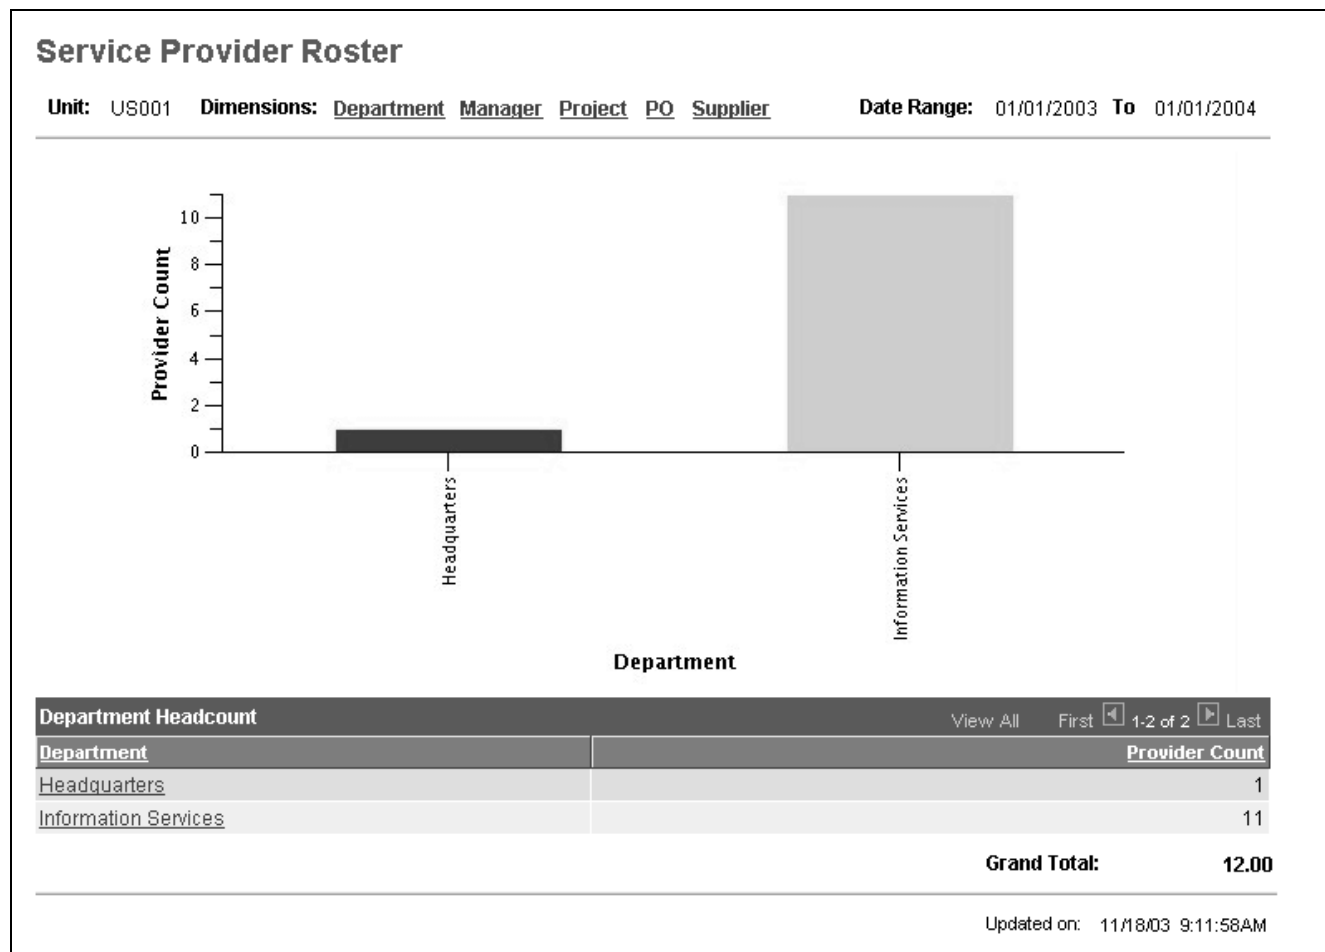 Service Provider Roster
Unit: US001 Dimensions: Department Manager Project PO Supplier Date Range: 01/01/2003 To 01/01/2004
10
8
6
4
2
0
Provider Count
Headquarters
Information Services
Department
Department Headcount View All First 1-2 of 2 Last
Department Provider Count
Headquarters 1
Information Services 11
Grand Total: 12.00
Updated on: 11/18/03 9:11:58AM